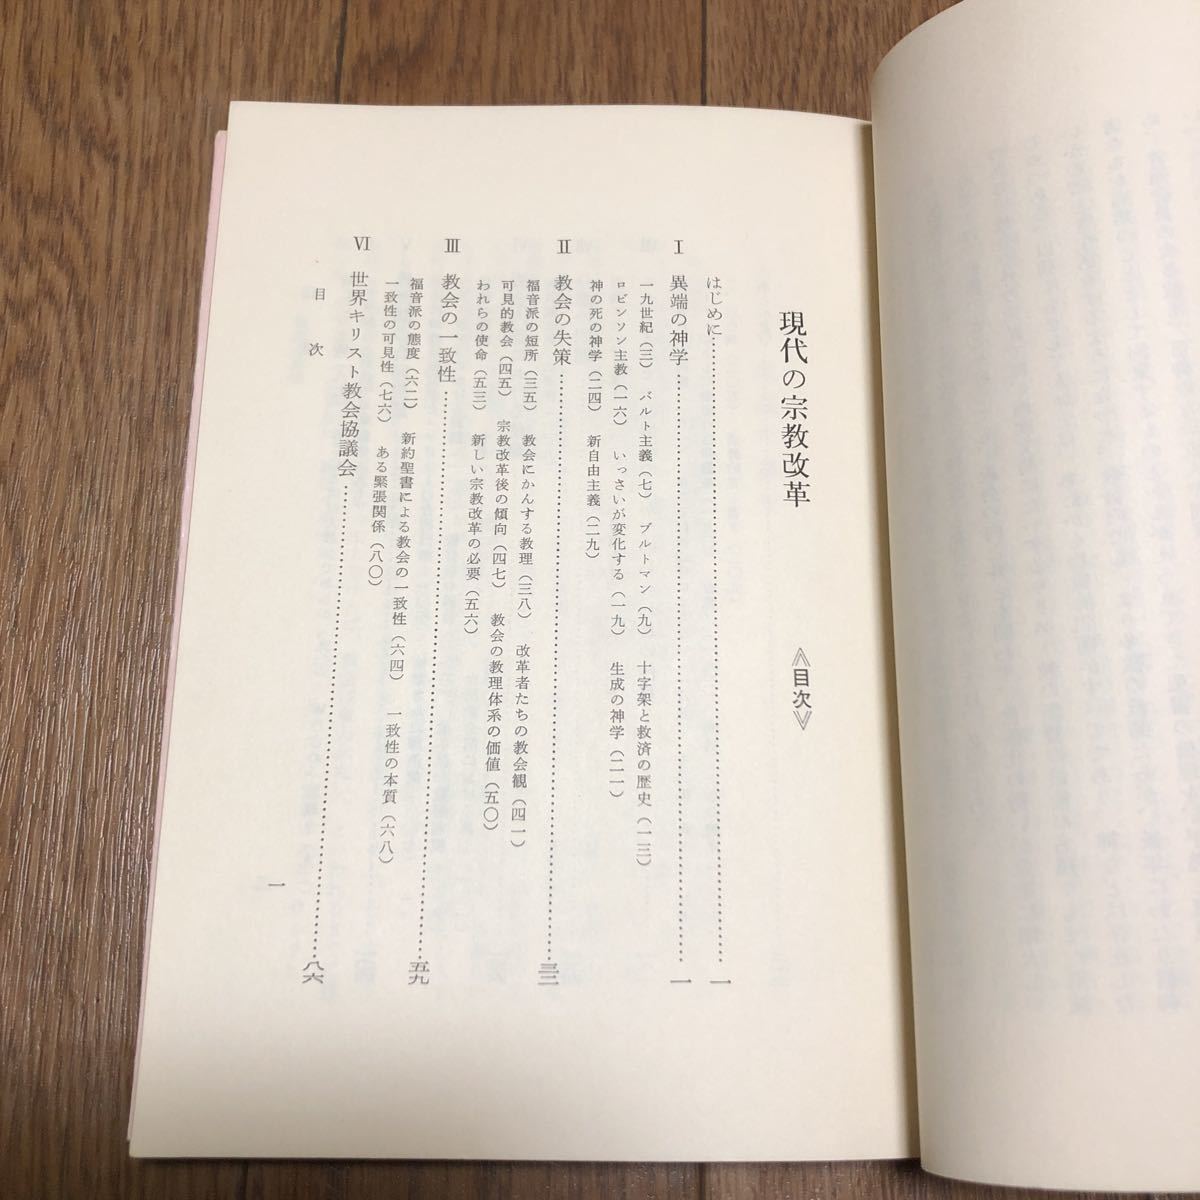 現代の宗教改革 《目次》
はじめに……………一
Ⅰ 異端の神学……………一
一九世紀(三) バルト主義(七) ブルトマン(九) 十字架と救済の歴史(一三)
ロビンソン主教(一六) いっさいが変化する(一九) 生成の神学(二一)
神の死の神学(二四) 新自由主義(二九)
Ⅱ 教会の失策……………三三
福音派の短所(三五) 教会にかんする教理(三八) 改革者たちの教会観(四一)
可見的教会(四五) 宗教改革後の傾向(四七) 教会の教理体系の価値(五〇)
われらの使命(五三) 新しい宗教改革の必要(五六)
Ⅲ 教会の一致性……………五九
福音派の態度(六二) 新約聖書による教会の一致性(六四) 一致性の本質(六八)
一致性の可見性(七六) ある緊張関係(八〇)
Ⅵ 世界キリスト教会協議会……………八六
目次
一